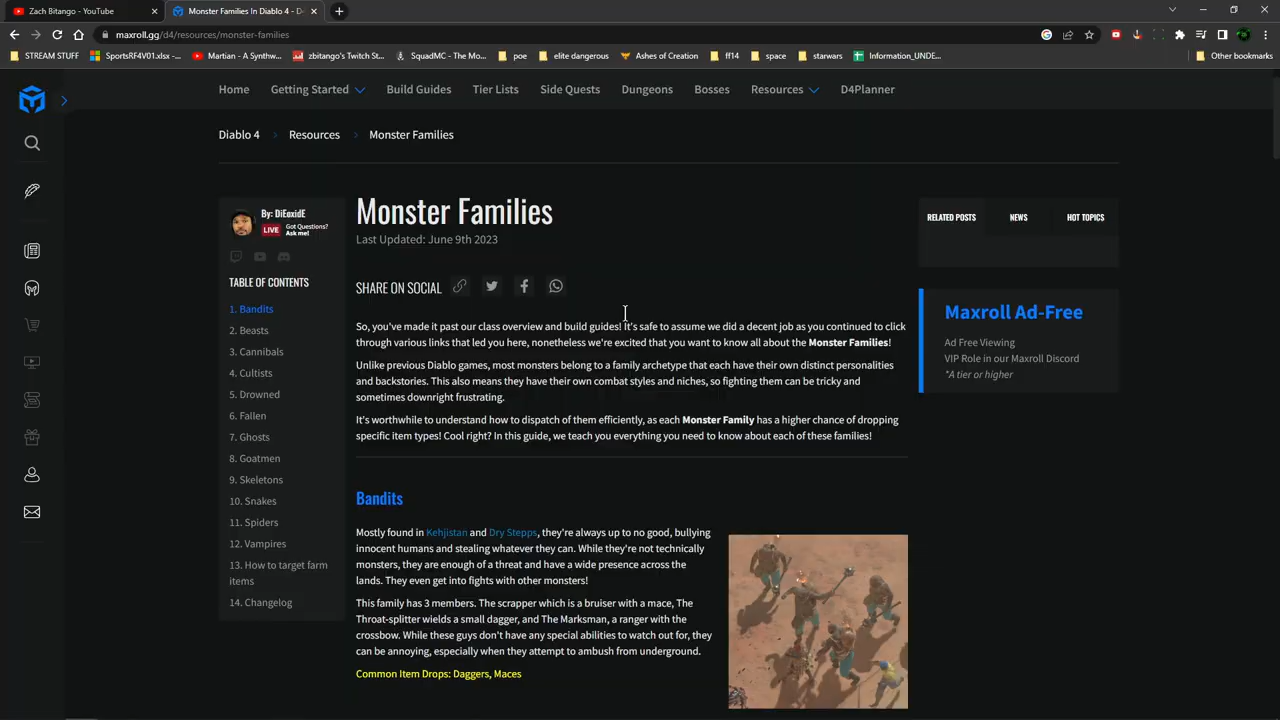 Zach Bitango - YouTube
Monster Families In Diablo 4 - D
maxroll.gg/d4/resources/monster-families
STREAM STUFF
SportsRF4V01.xlsx -...
Martian - A Synthw...
zbitango's Twitch St...
SquadMC - The Mo...
poe
elite dangerous
Ashes of Creation
ff14
space
starwars
Information_UNDE...
Other bookmarks
Home
Getting Started
Build Guides
Tier Lists
Side Quests
Dungeons
Bosses
Resources
D4Planner
Diablo 4
Resources
Monster Families
By: DiEoxidE
LIVE
Got Questions?
Ask me!
TABLE OF CONTENTS
1. Bandits
2. Beasts
3. Cannibals
4. Cultists
5. Drowned
6. Fallen
7. Ghosts
8. Goatmen
9. Skeletons
10. Snakes
11. Spiders
12. Vampires
13. How to target farm
items
14. Changelog
Monster Families
Last Updated: June 9th 2023
SHARE ON SOCIAL
So, you've made it past our class overview and build guides! It's safe to assume we did a decent job as you continued to click
through various links that led you here, nonetheless we're excited that you want to know all about the Monster Families!
Unlike previous Diablo games, most monsters belong to a family archetype that each have their own distinct personalities
and backstories. This also means they have their own combat styles and niches, so fighting them can be tricky and
sometimes downright frustrating.
It's worthwhile to understand how to dispatch of them efficiently, as each Monster Family has a higher chance of dropping
specific item types! Cool right? In this guide, we teach you everything you need to know about each of these families!
Bandits
Mostly found in Kehjistan and Dry Stepps, they're always up to no good, bullying
innocent humans and stealing whatever they can. While they're not technically
monsters, they are enough of a threat and have a wide presence across the
lands. They even get into fights with other monsters!
This family has 3 members. The scrapper which is a bruiser with a mace, The
Throat-splitter wields a small dagger, and The Marksman, a ranger with the
crossbow. While these guys don't have any special abilities to watch out for, they
can be annoying, especially when they attempt to ambush from underground.
Common Item Drops: Daggers, Maces
RELATED POSTS
NEWS
HOT TOPICS
Maxroll Ad-Free
Ad Free Viewing
VIP Role in our Maxroll Discord
*A tier or higher